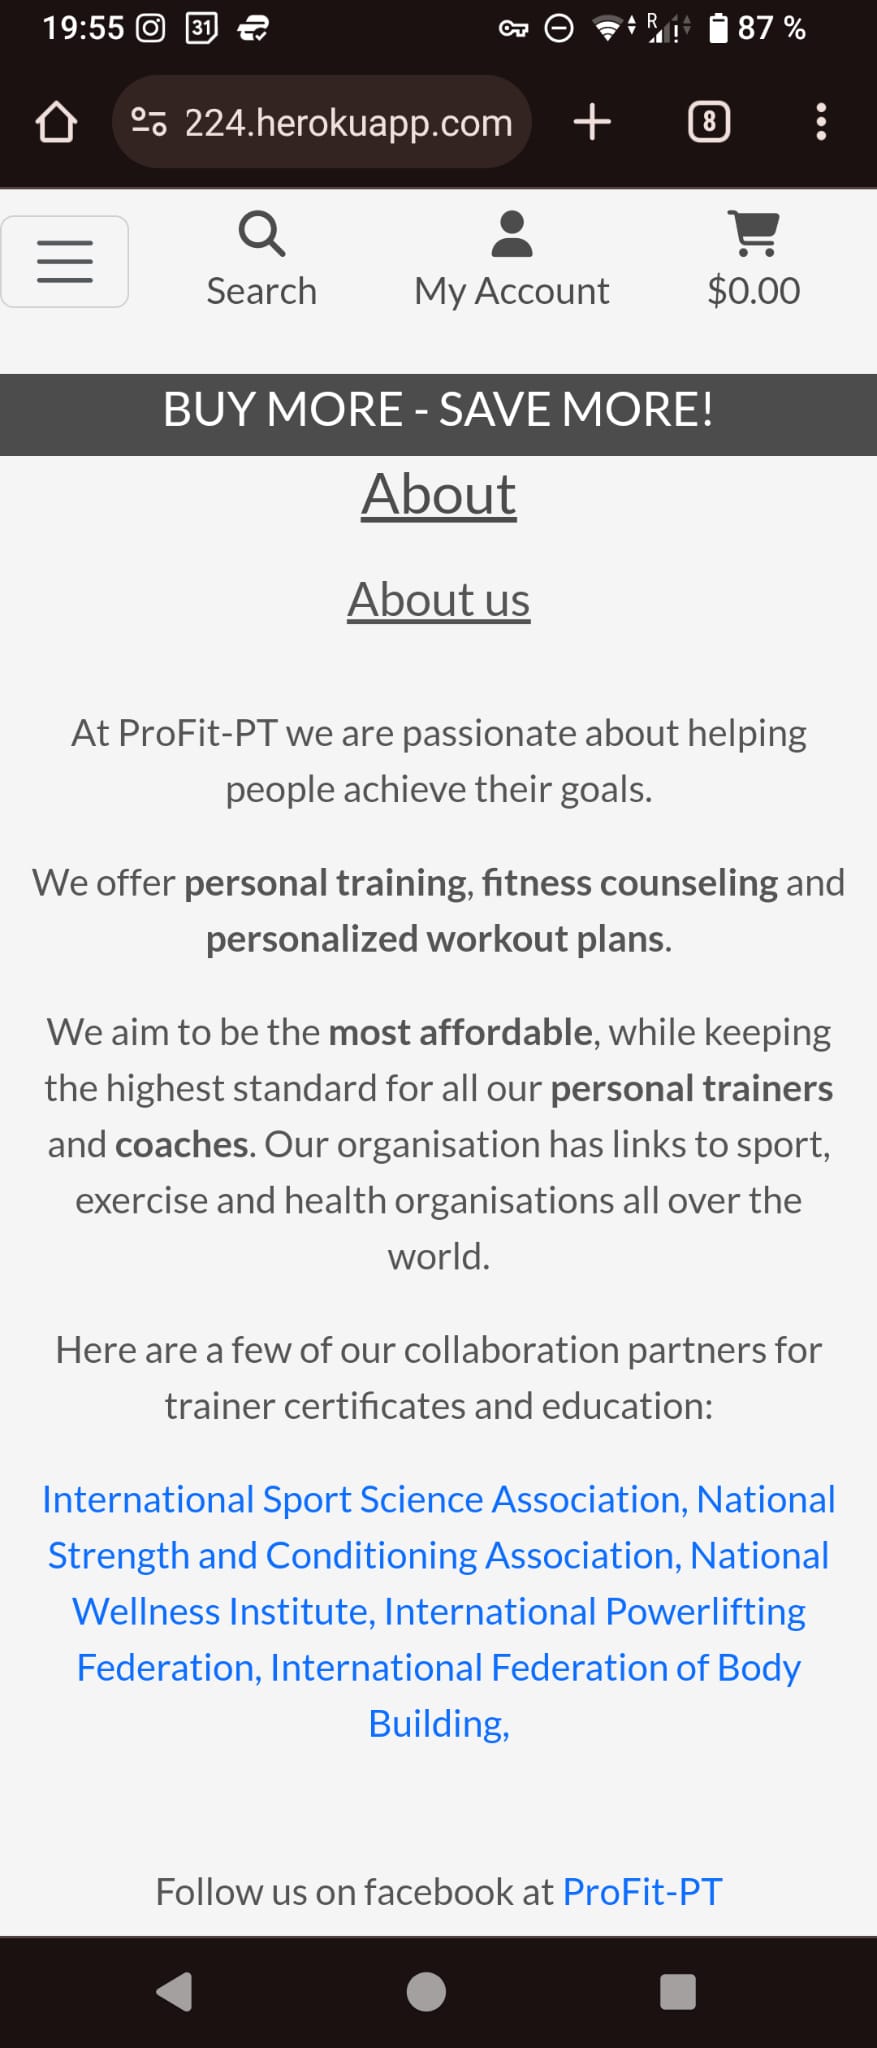 19:55 31 R 87 %
224.herokuapp.com 8
Search My Account $0.00
BUY MORE - SAVE MORE!
About
About us
At ProFit-PT we are passionate about helping
people achieve their goals.
We offer personal training, fitness counseling and
personalized workout plans.
We aim to be the most affordable, while keeping
the highest standard for all our personal trainers
and coaches. Our organisation has links to sport,
exercise and health organisations all over the
world.
Here are a few of our collaboration partners for
trainer certificates and education:
International Sport Science Association, National
Strength and Conditioning Association, National
Wellness Institute, International Powerlifting
Federation, International Federation of Body
Building,
Follow us on facebook at ProFit-PT